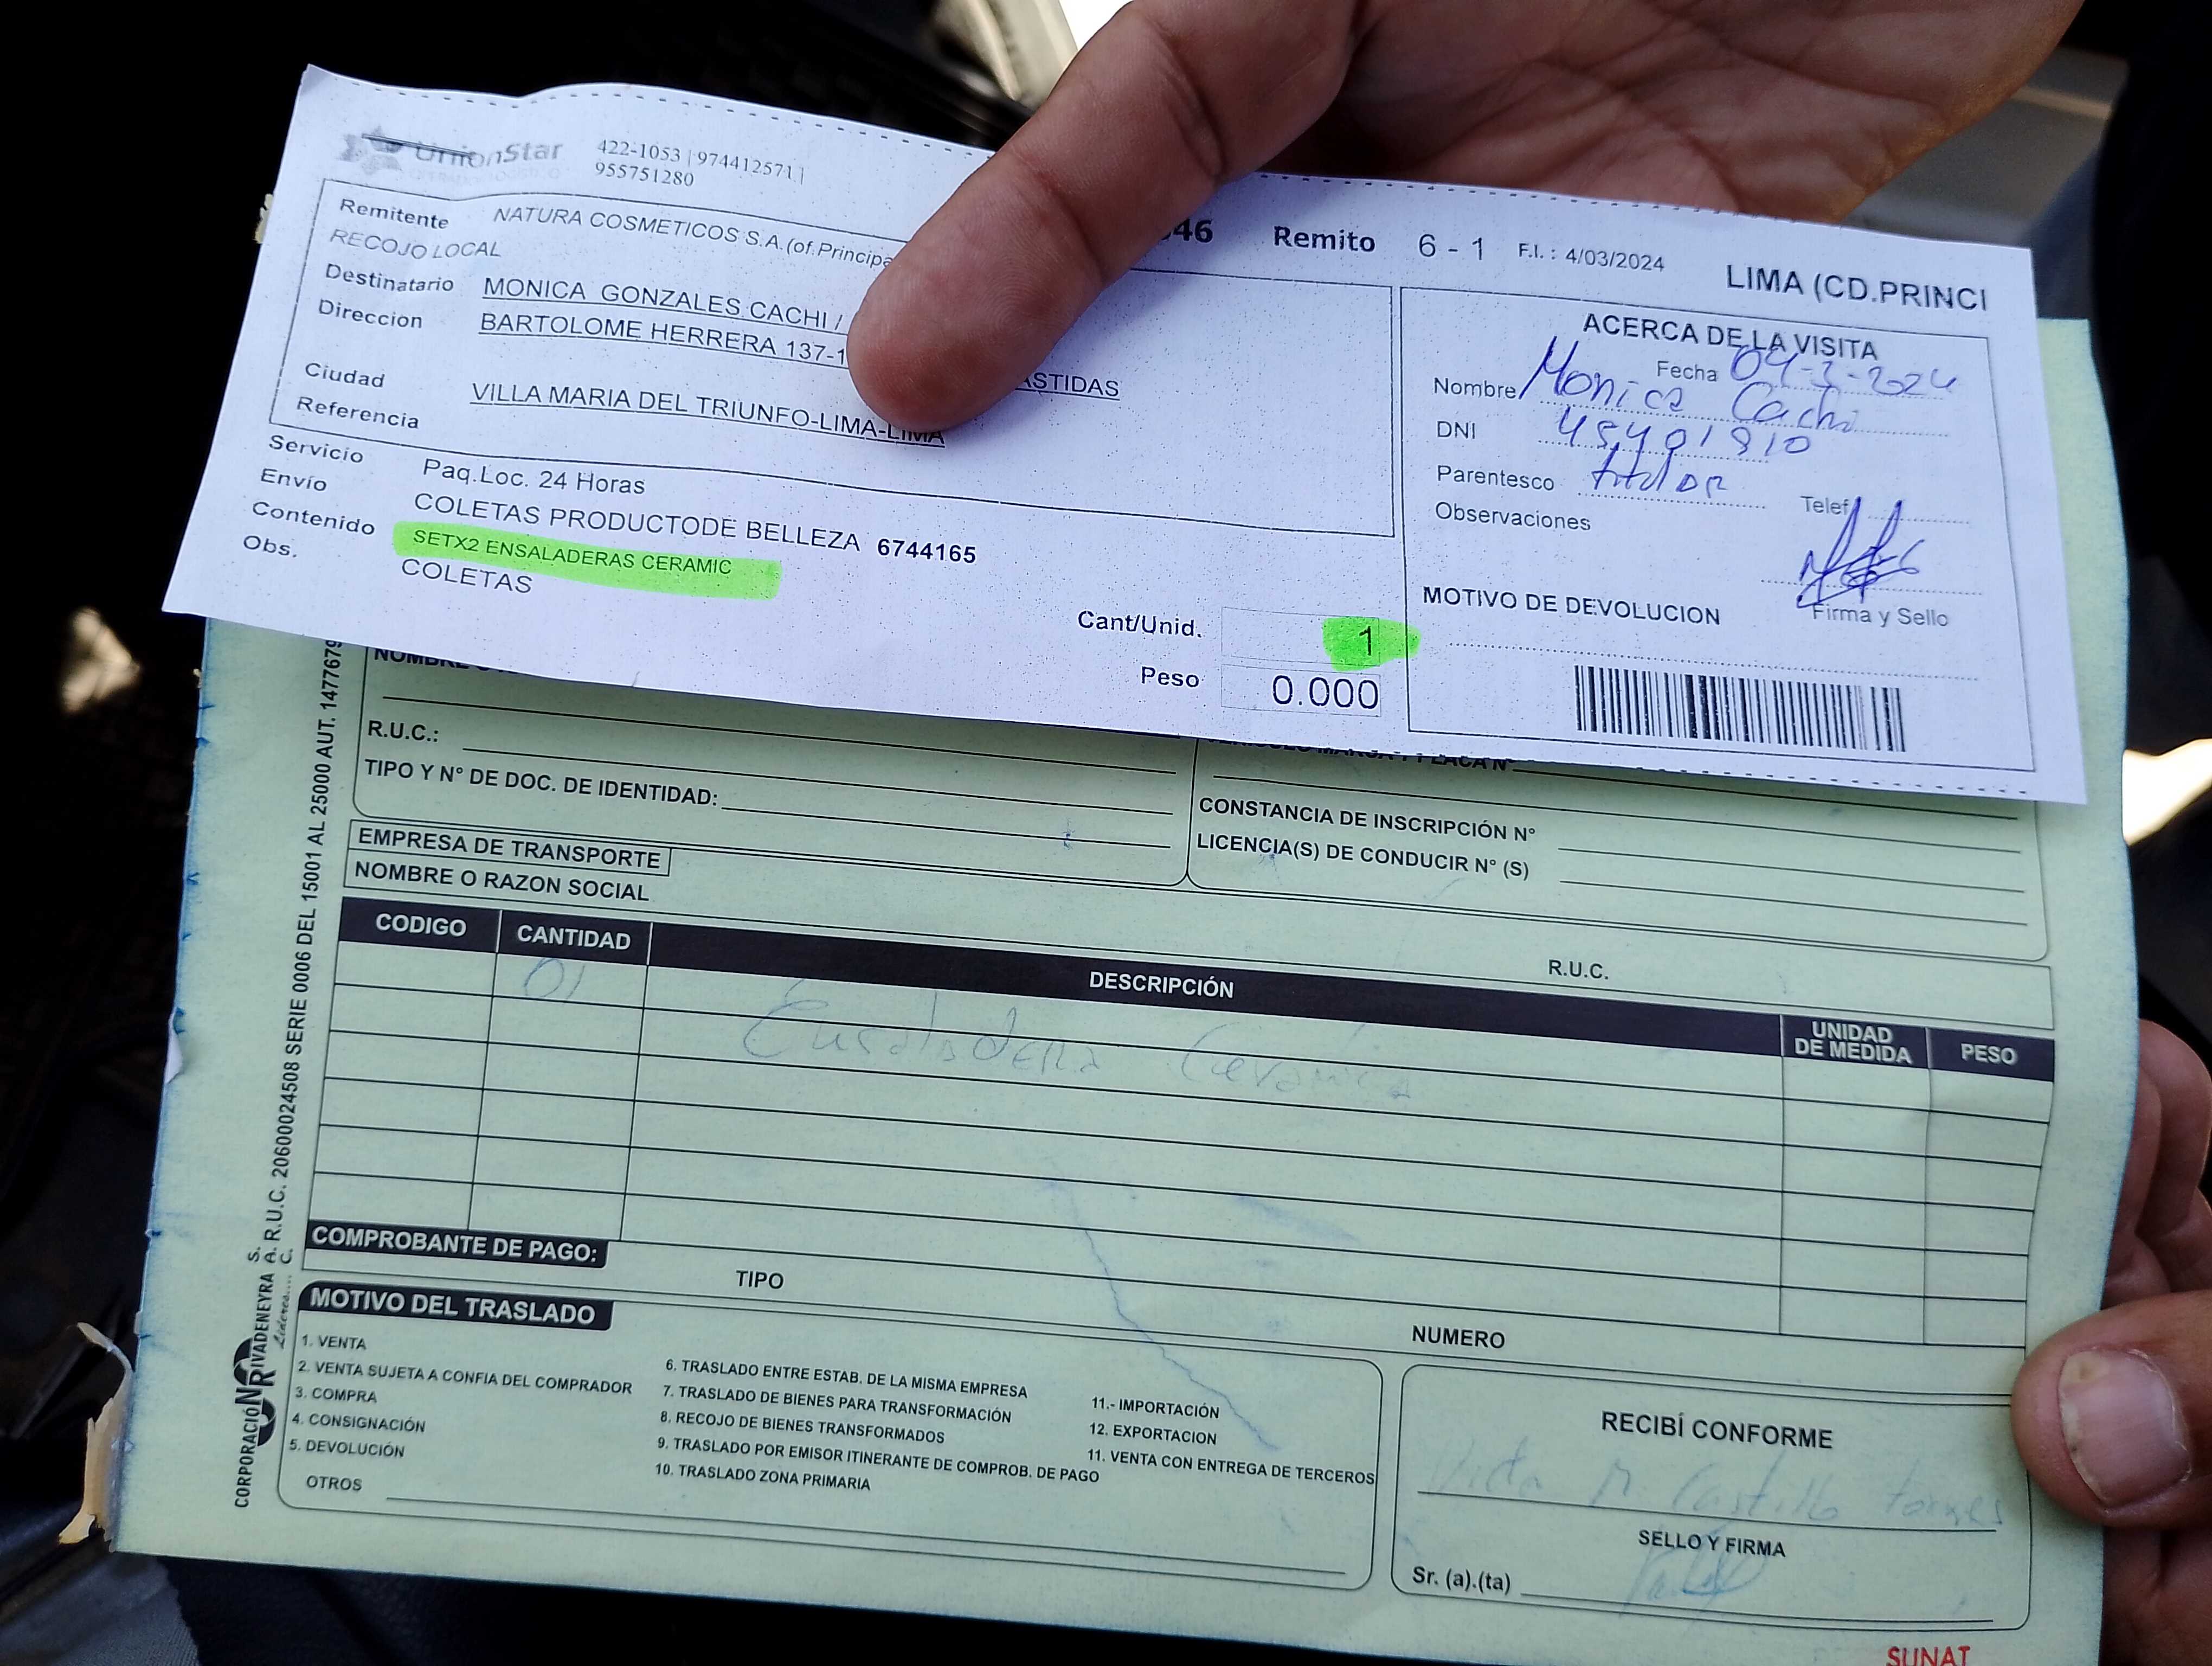 UnionStar
422-1053 | 974412571 |
955751280
46 Remito 6 - 1 F.I. : 4/03/2024 LIMA (CD.PRINCI
Remitente NATURA COSMETICOS S.A.(of.Principa
RECOJO LOCAL
Destinatario MONICA GONZALES CACHI /
Direccion BARTOLOME HERRERA 137-1
ASTIDAS
Ciudad VILLA MARIA DEL TRIUNFO-LIMA-LIMA
Referencia
Servicio Paq.Loc. 24 Horas
Envío COLETAS PRODUCTODE BELLEZA 6744165
Contenido SETX2 ENSALADERAS CERAMIC
Obs. COLETAS
Cant/Unid. 1
Peso 0.000
ACERCA DE LA VISITA
Fecha 04-3-2024
Nombre Monica Cachi
DNI
Parentesco titular
Telef
Observaciones
Firma y Sello
MOTIVO DE DEVOLUCION
R.U.C.:
TIPO Y N° DE DOC. DE IDENTIDAD:
PLACA N°
CONSTANCIA DE INSCRIPCIÓN N°
LICENCIA(S) DE CONDUCIR N° (S)
EMPRESA DE TRANSPORTE
NOMBRE O RAZON SOCIAL
R.U.C.
CODIGO CANTIDAD DESCRIPCIÓN UNIDAD DE MEDIDA PESO
01 Ensaladera Ceramica
COMPROBANTE DE PAGO:
TIPO
NUMERO
MOTIVO DEL TRASLADO
1. VENTA
2. VENTA SUJETA A CONFIA DEL COMPRADOR
3. COMPRA
4. CONSIGNACIÓN
5. DEVOLUCIÓN
OTROS
6. TRASLADO ENTRE ESTAB. DE LA MISMA EMPRESA
7. TRASLADO DE BIENES PARA TRANSFORMACIÓN
8. RECOJO DE BIENES TRANSFORMADOS
9. TRASLADO POR EMISOR ITINERANTE DE COMPROB. DE PAGO
10. TRASLADO ZONA PRIMARIA
11.- IMPORTACIÓN
12. EXPORTACION
11. VENTA CON ENTREGA DE TERCEROS
RECIBÍ CONFORME
M. Castillo
SELLO Y FIRMA
Sr. (a).(ta)
SUNAT
CORPORACIÓN RIVADENEYRA S.A.C. R.U.C. 20600024508 SERIE 0006 DEL 15001 AL 25000 AUT. 1477679
Líderes....